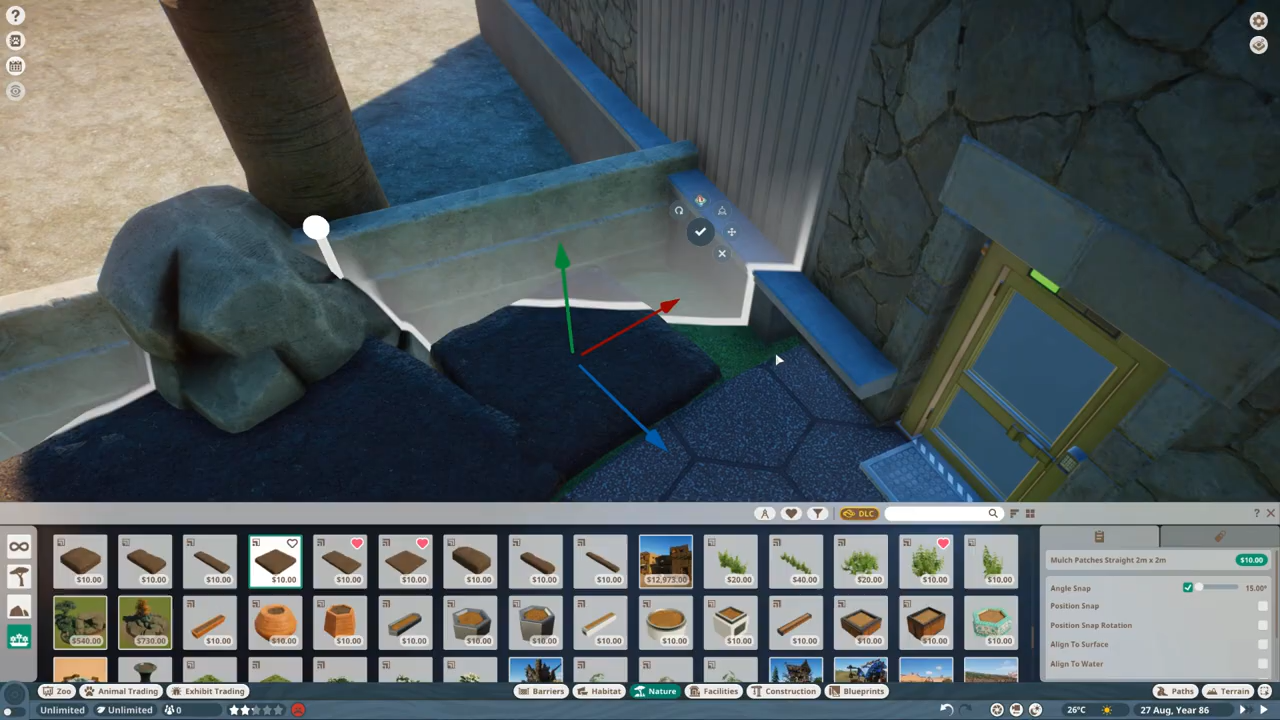 DLC
$10.00 $10.00 $10.00 $10.00 $10.00 $10.00 $10.00 $10.00 $10.00 $12,973.00 $20.00 $40.00 $20.00 $10.00 $10.00
$540.00 $730.00 $10.00 $10.00 $10.00 $10.00 $10.00 $10.00 $10.00 $10.00 $10.00 $10.00 $10.00 $10.00 $10.00
Mulch Patches Straight 2m x 2m $10.00
Angle Snap 15.00°
Position Snap
Position Snap Rotation
Align To Surface
Align To Water
Zoo Animal Trading Exhibit Trading Barriers Habitat Nature Facilities Construction Blueprints Paths Terrain
Unlimited Unlimited 0 26°C 27 Aug, Year 86